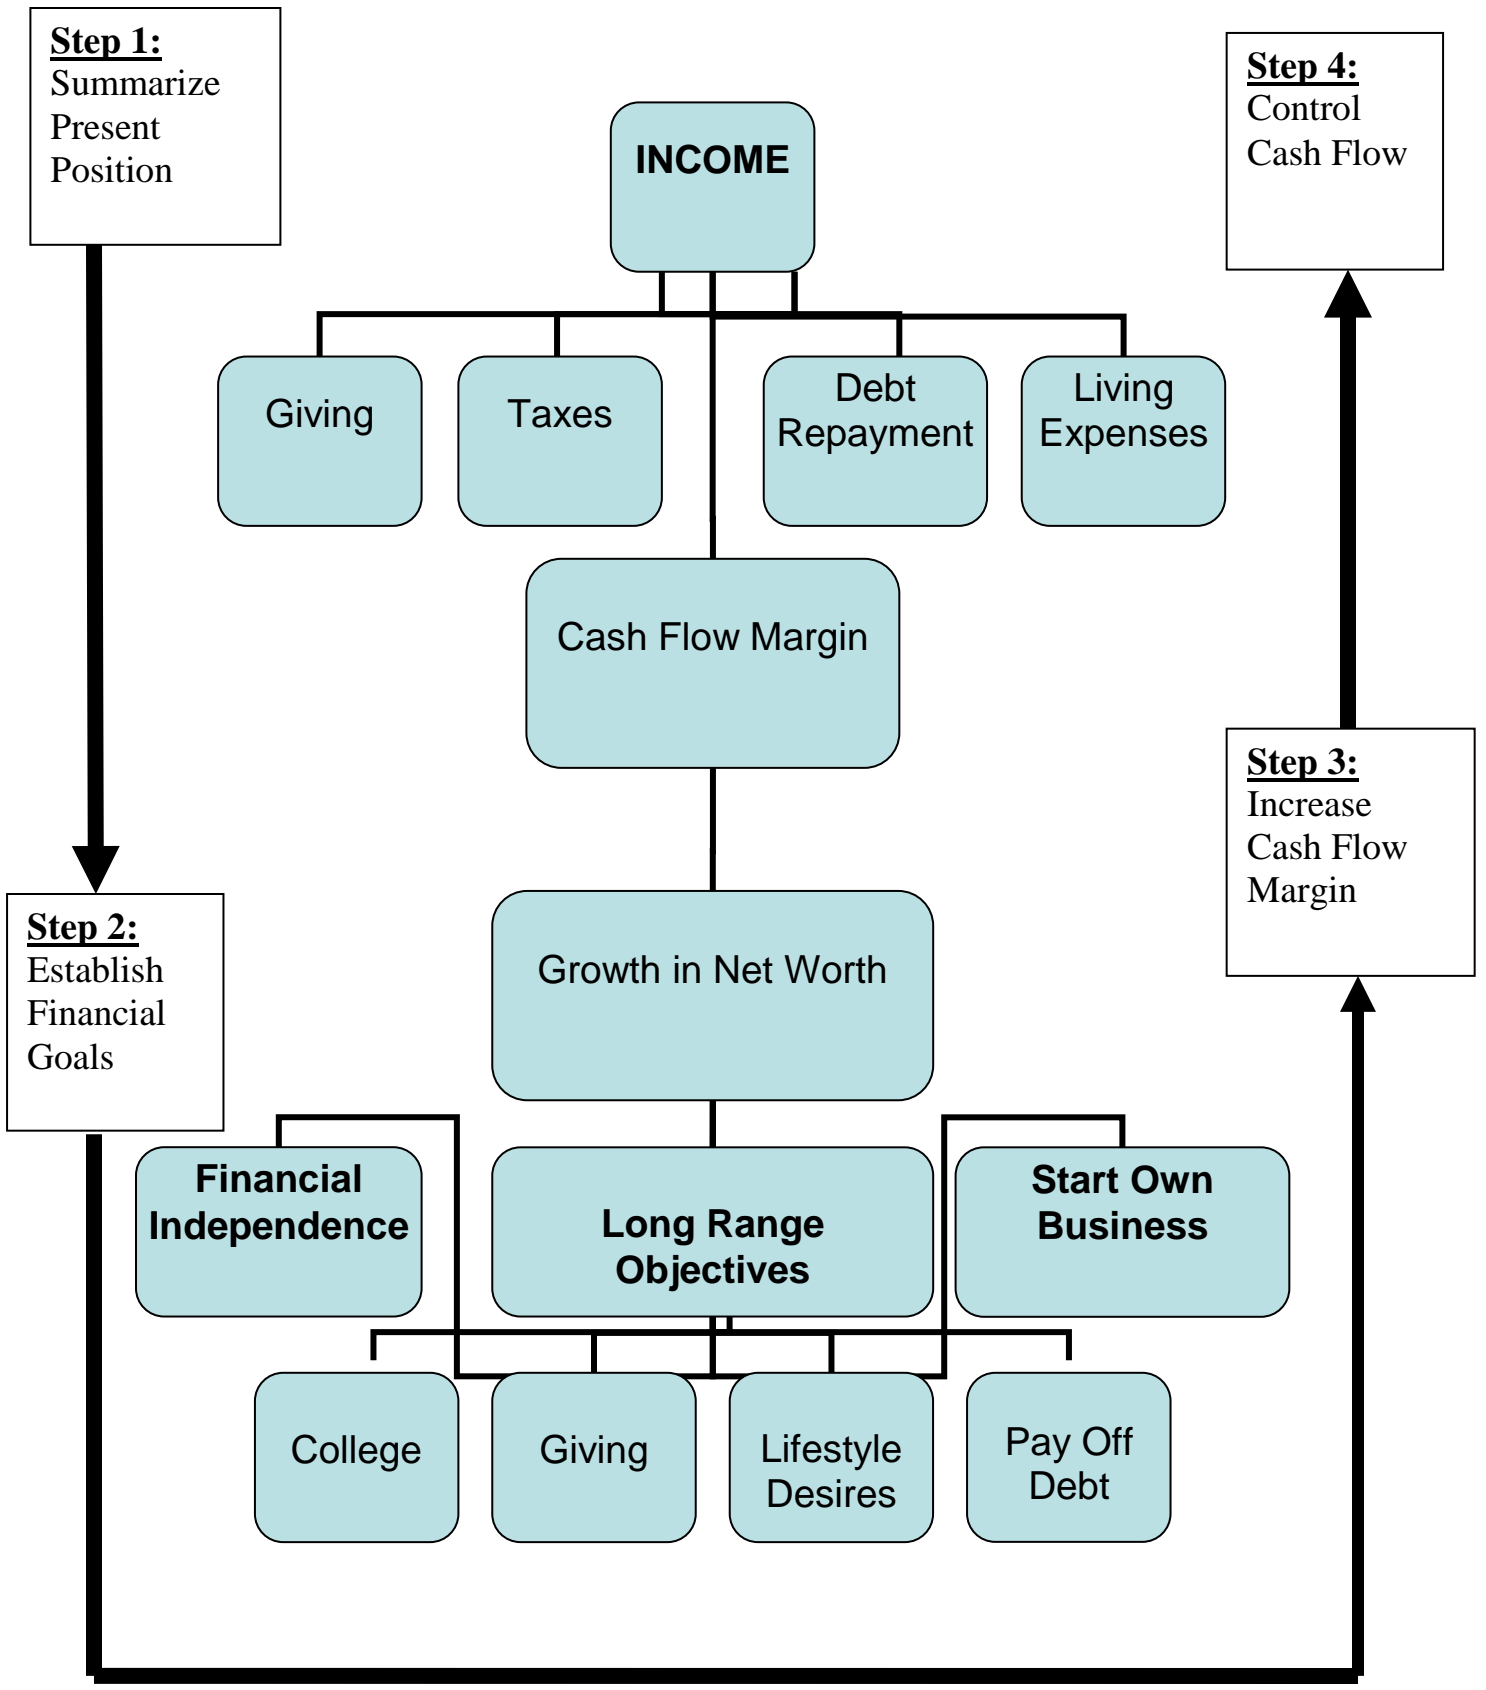 Step 1:
Summarize
Present
Position
Step 4:
Control
Cash Flow
INCOME
Giving
Taxes
Debt
Repayment
Living
Expenses
Cash Flow Margin
Step 3:
Increase
Cash Flow
Margin
Step 2:
Establish
Financial
Goals
Growth in Net Worth
Financial
Independence
Long Range
Objectives
Start Own
Business
College
Giving
Lifestyle
Desires
Pay Off
Debt